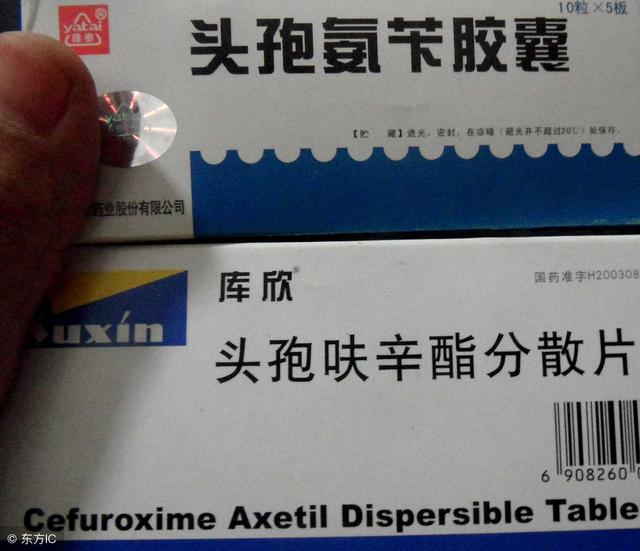 10粒×5板
yatai®
雅泰
头孢氨苄胶囊
【贮 藏】遮光,密封,在凉暗(避光并不超过20℃)处保存。
药业股份有限公司
库欣®
国药准字H200308
uxin
头孢呋辛酯分散片
6 908260
Cefuroxime Axetil Dispersible Table
© 东方IC